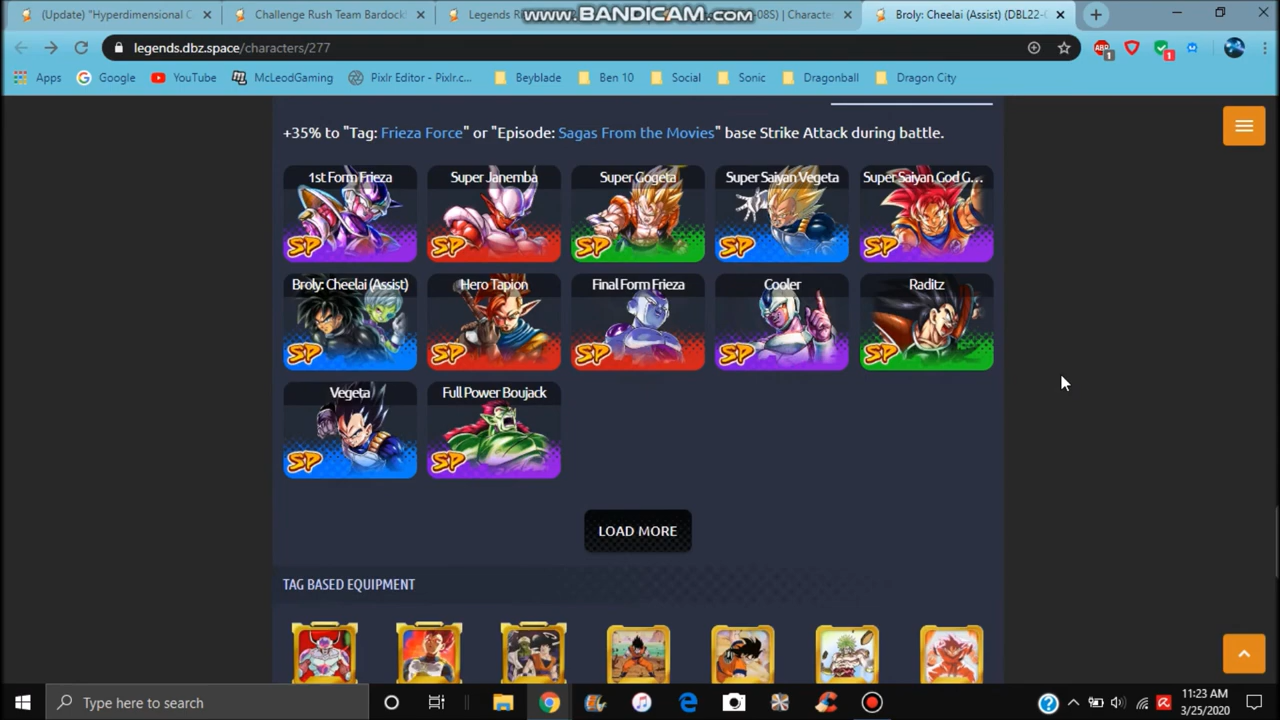 (Update) "Hyperdimensional C
Challenge Rush Team Bardock
Legends R
-08S) | Characte
Broly: Cheelai (Assist) (DBL22-
www.BANDICAM.com
legends.dbz.space/characters/277
Apps
Google
YouTube
McLeodGaming
Pixlr Editor - Pixlr.c...
Beyblade
Ben 10
Social
Sonic
Dragonball
Dragon City
+35% to "Tag: Frieza Force" or "Episode: Sagas From the Movies" base Strike Attack during battle.
1st Form Frieza
Super Janemba
Super Gogeta
Super Saiyan Vegeta
Super Saiyan God G...
SP
SP
SP
SP
SP
Broly: Cheelai (Assist)
Hero Tapion
Final Form Frieza
Cooler
Raditz
SP
SP
SP
SP
SP
Vegeta
Full Power Boujack
SP
SP
LOAD MORE
TAG BASED EQUIPMENT
Type here to search
11:23 AM
3/25/2020